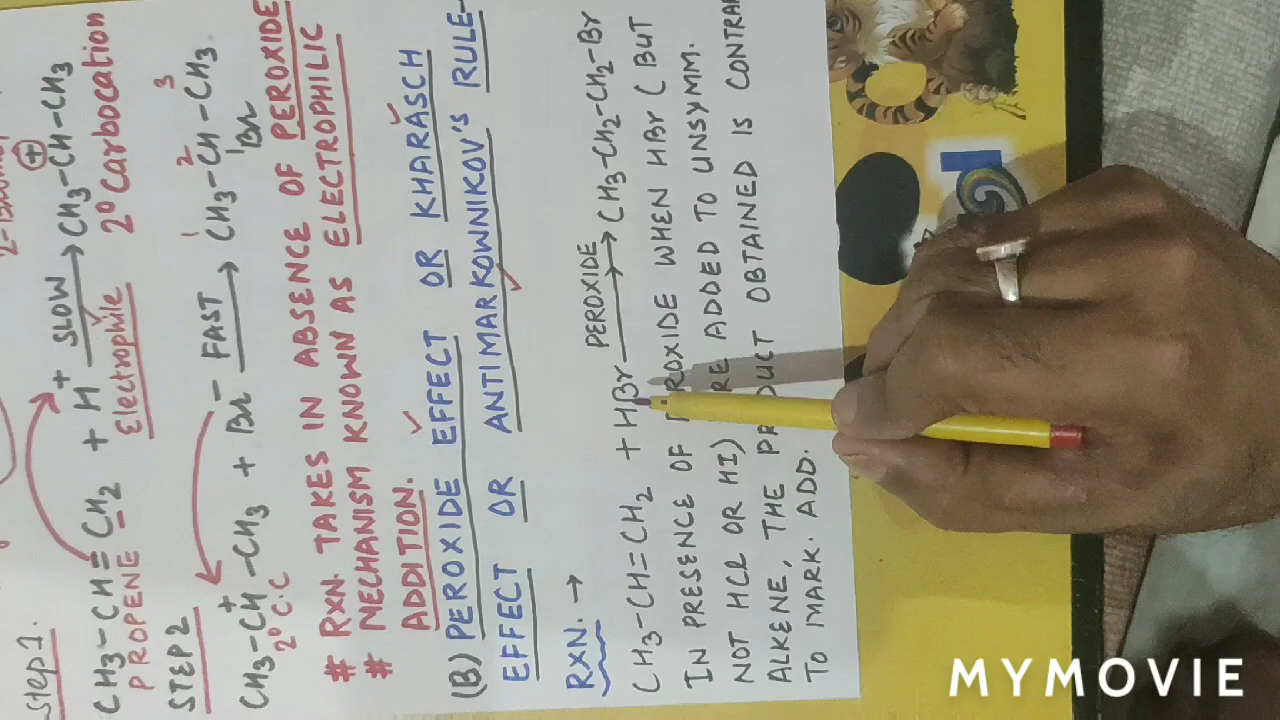 Step 1.
CH3-CH=CH2 + H+ SLOW → CH3-CH-CH3
PROPENE Electrophile 2° Carbocation
STEP 2
CH3-CH+-CH3 + Br- FAST → CH3-CH-CH3
2° C.C Br
1 2 3
# RXN. TAKES IN ABSENCE OF PEROXIDE
# MECHANISM KNOWN AS ELECTROPHILIC
ADDITION.
(B) PEROXIDE EFFECT OR KHARASCH
EFFECT OR ANTIMARKOWNIKOV'S RULE-
RXN. →
CH3-CH=CH2 + HBr PEROXIDE → CH3-CH2-CH2-Br
IN PRESENCE OF PEROXIDE WHEN HBr (BUT
NOT HCl OR HI) ARE ADDED TO UNSYMM.
ALKENE, THE PRODUCT OBTAINED IS
TO MARK. ADD.
MYMOVIE